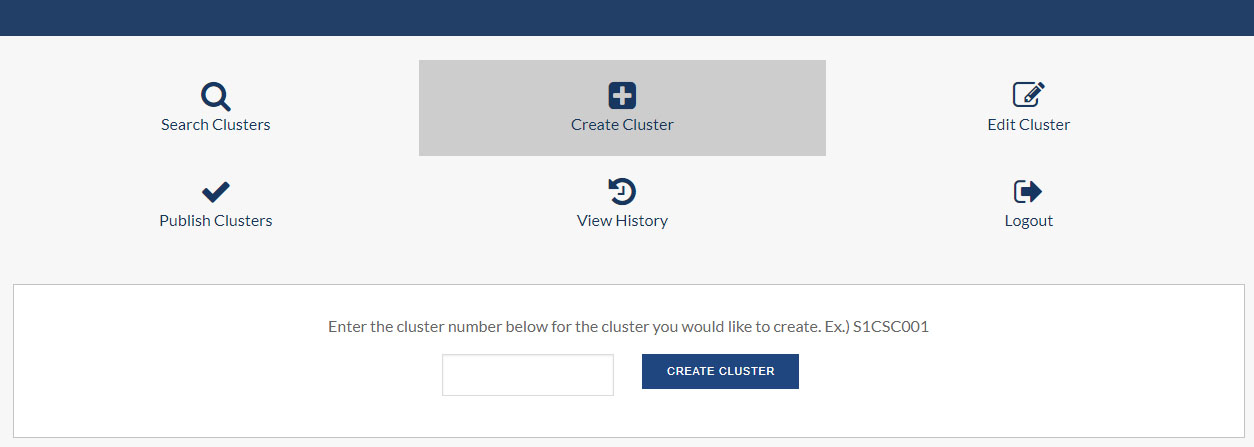 Search Clusters
Create Cluster
Edit Cluster
Publish Clusters
View History
Logout
Enter the cluster number below for the cluster you would like to create. Ex.) S1CSC001
CREATE CLUSTER